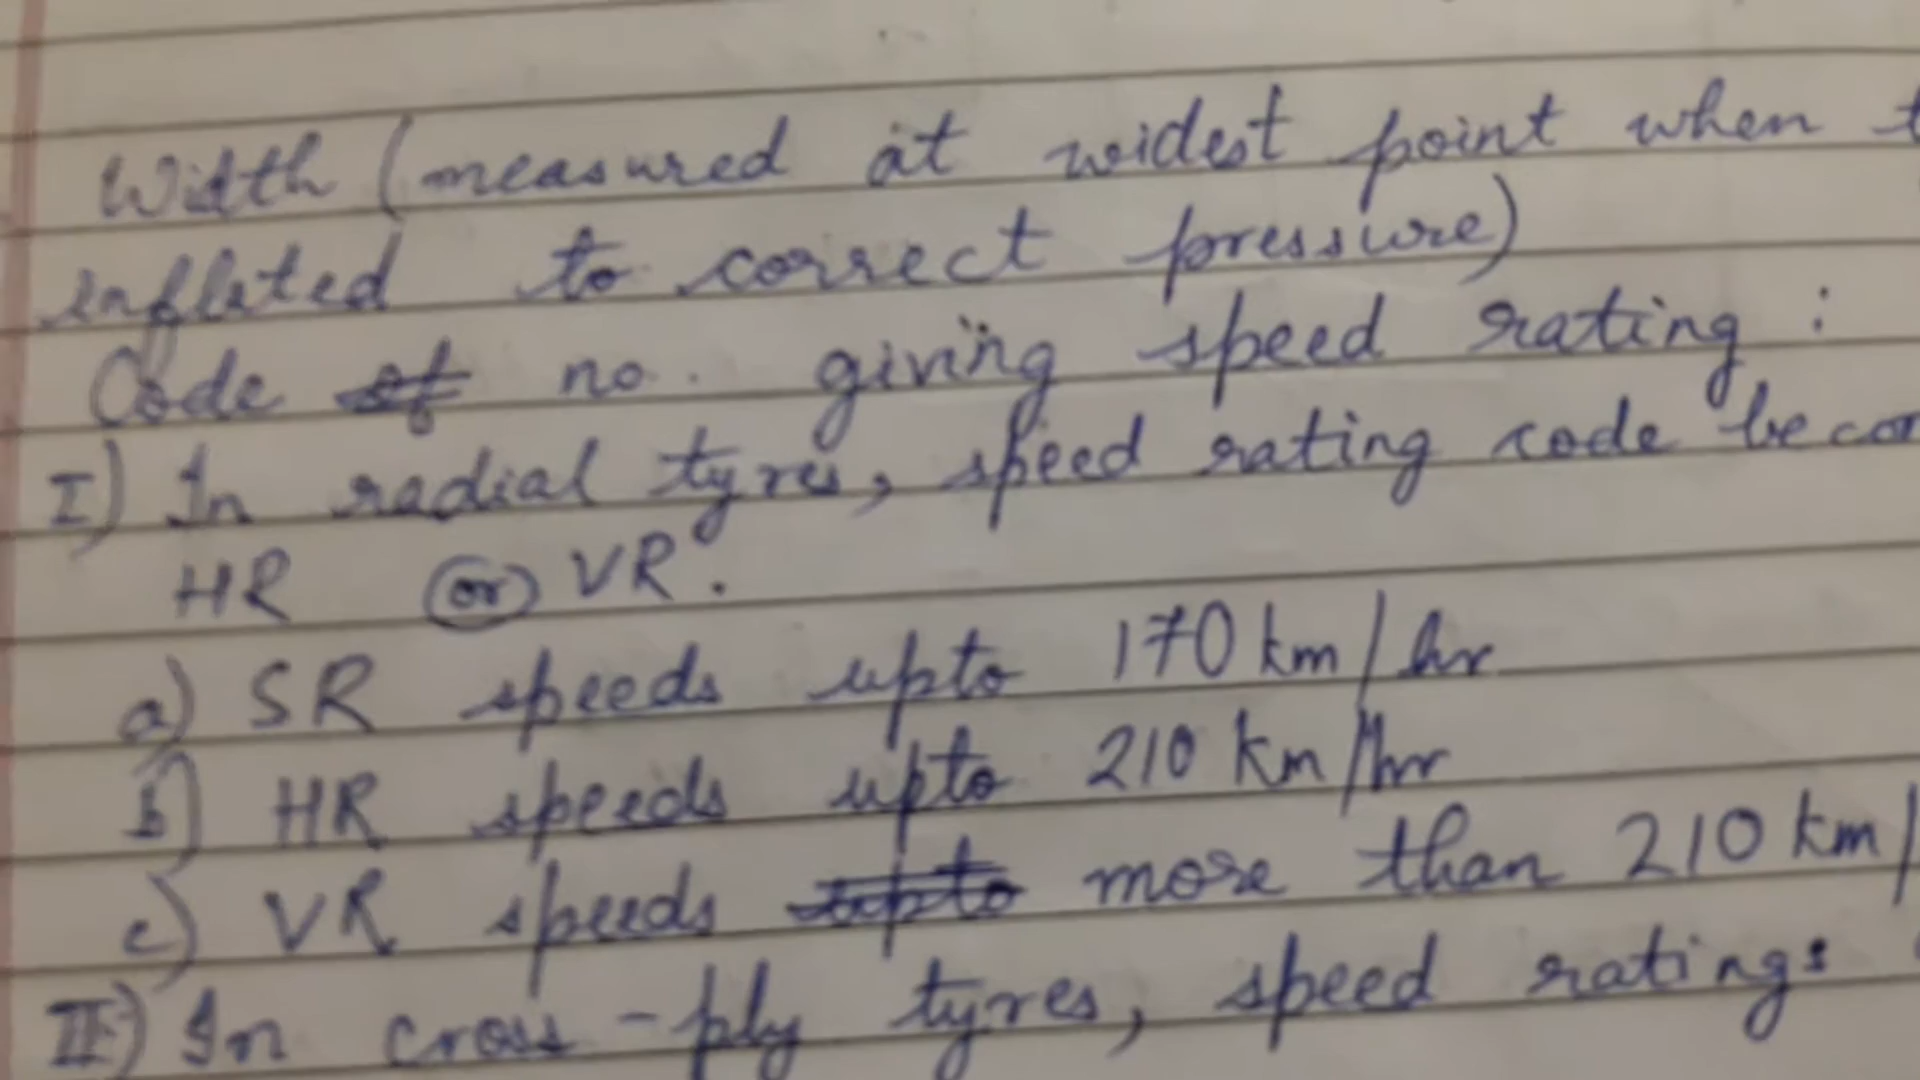 Width (measured at widest point when
inflated to correct pressure)
Code no. giving speed rating :
I) In radial tyres, speed rating code
HR or VR.
a) SR speeds upto 170 km/hr
b) HR speeds upto 210 km/hr
c) VR speeds more than 210 km/
II) In cross-ply tyres, speed ratings